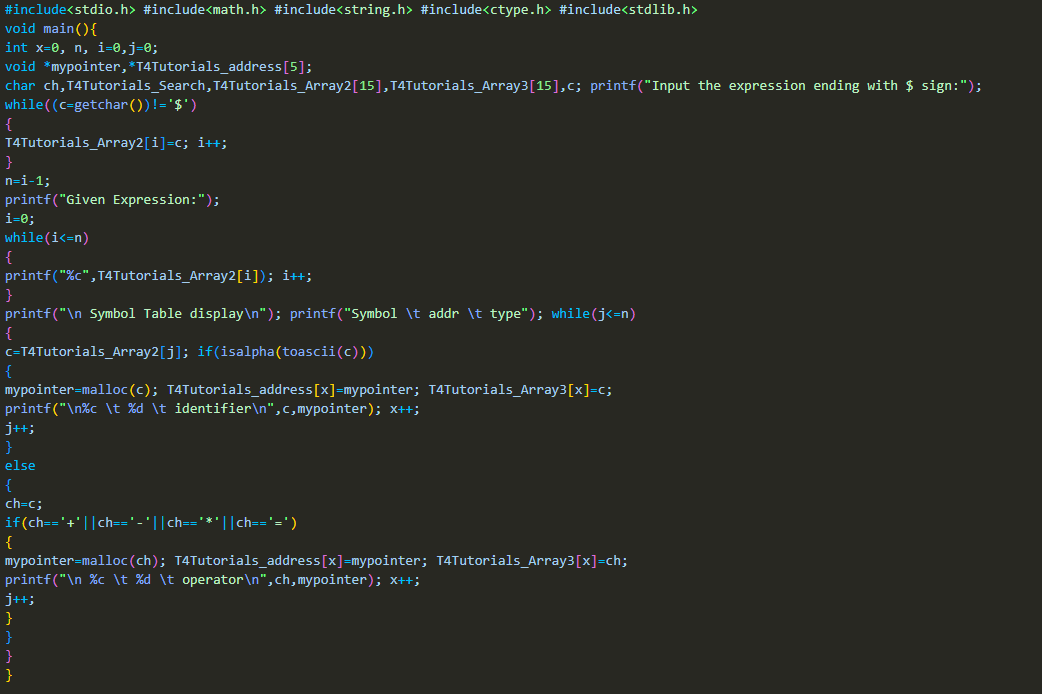 #include<stdio.h> #include<math.h> #include<string.h> #include<ctype.h> #include<stdlib.h>
void main(){
int x=0, n, i=0,j=0;
void *mypointer,*T4Tutorials_address[5];
char ch,T4Tutorials_Search,T4Tutorials_Array2[15],T4Tutorials_Array3[15],c; printf("Input the expression ending with $ sign:");
while((c=getchar())!='$')
{
T4Tutorials_Array2[i]=c; i++;
}
n=i-1;
printf("Given Expression:");
i=0;
while(i<=n)
{
printf("%c",T4Tutorials_Array2[i]); i++;
}
printf("\n Symbol Table display\n"); printf("Symbol \t addr \t type"); while(j<=n)
{
c=T4Tutorials_Array2[j]; if(isalpha(toascii(c)))
{
mypointer=malloc(c); T4Tutorials_address[x]=mypointer; T4Tutorials_Array3[x]=c;
printf("\n%c \t %d \t identifier\n",c,mypointer); x++;
j++;
}
else
{
ch=c;
if(ch=='+'||ch=='-'||ch=='*'||ch=='=')
{
mypointer=malloc(ch); T4Tutorials_address[x]=mypointer; T4Tutorials_Array3[x]=ch;
printf("\n %c \t %d \t operator\n",ch,mypointer); x++;
j++;
}
}
}
}